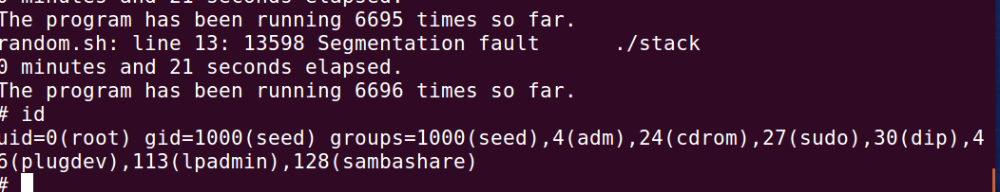 0 minutes and 21 seconds elapsed.
The program has been running 6695 times so far.
random.sh: line 13: 13598 Segmentation fault      ./stack
0 minutes and 21 seconds elapsed.
The program has been running 6696 times so far.
# id
uid=0(root) gid=1000(seed) groups=1000(seed),4(adm),24(cdrom),27(sudo),30(dip),4
6(plugdev),113(lpadmin),128(sambashare)
#